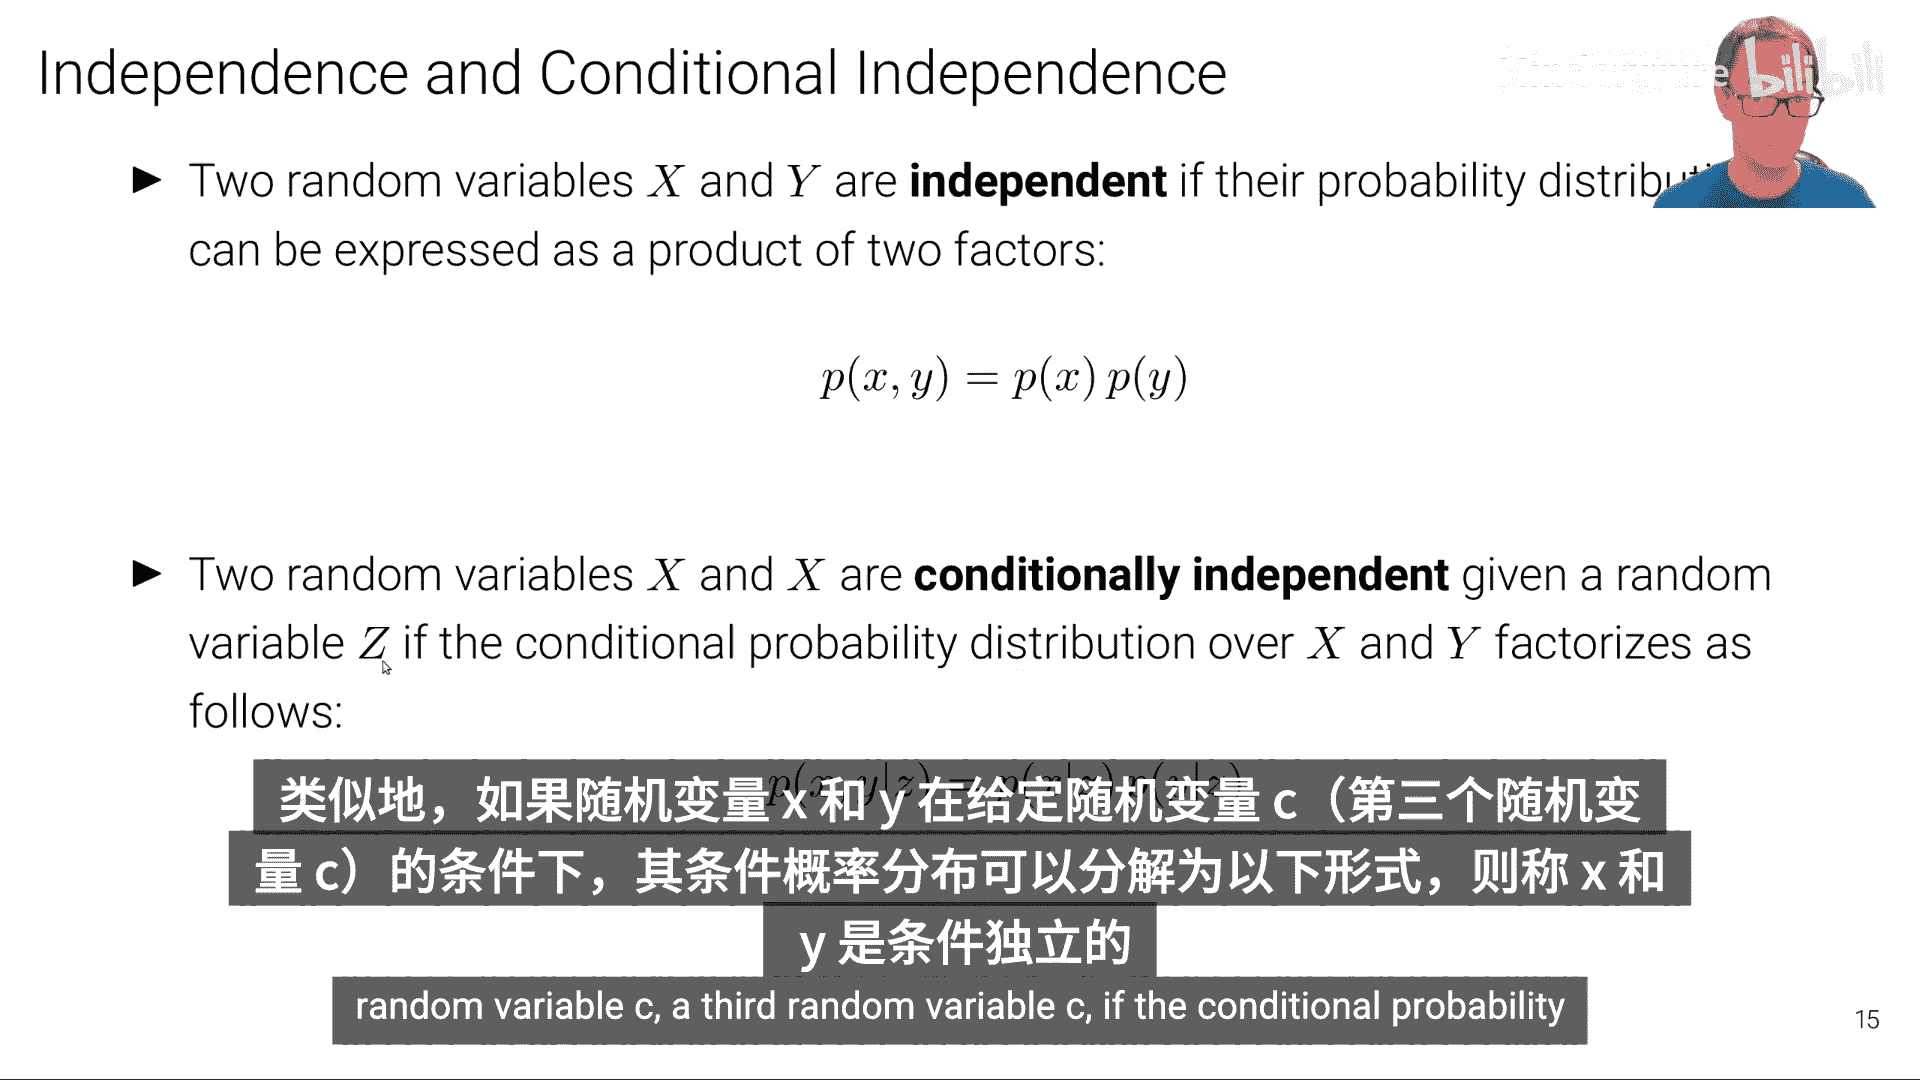 Independence and Conditional Independence
bilibili
▶ Two random variables X and Y are independent if their probability
can be expressed as a product of two factors:
p(x, y) = p(x) p(y)
▶ Two random variables X and X are conditionally independent given a random
variable Z if the conditional probability distribution over X and Y factorizes as
follows:
p(x, y|z) = p(x|z) p(y|z)
类似地，如果随机变量 x 和 y 在给定随机变量 c（第三个随机变
量 c）的条件下，其条件概率分布可以分解为以下形式，则称 x 和
y 是条件独立的
random variable c, a third random variable c, if the conditional probability
15